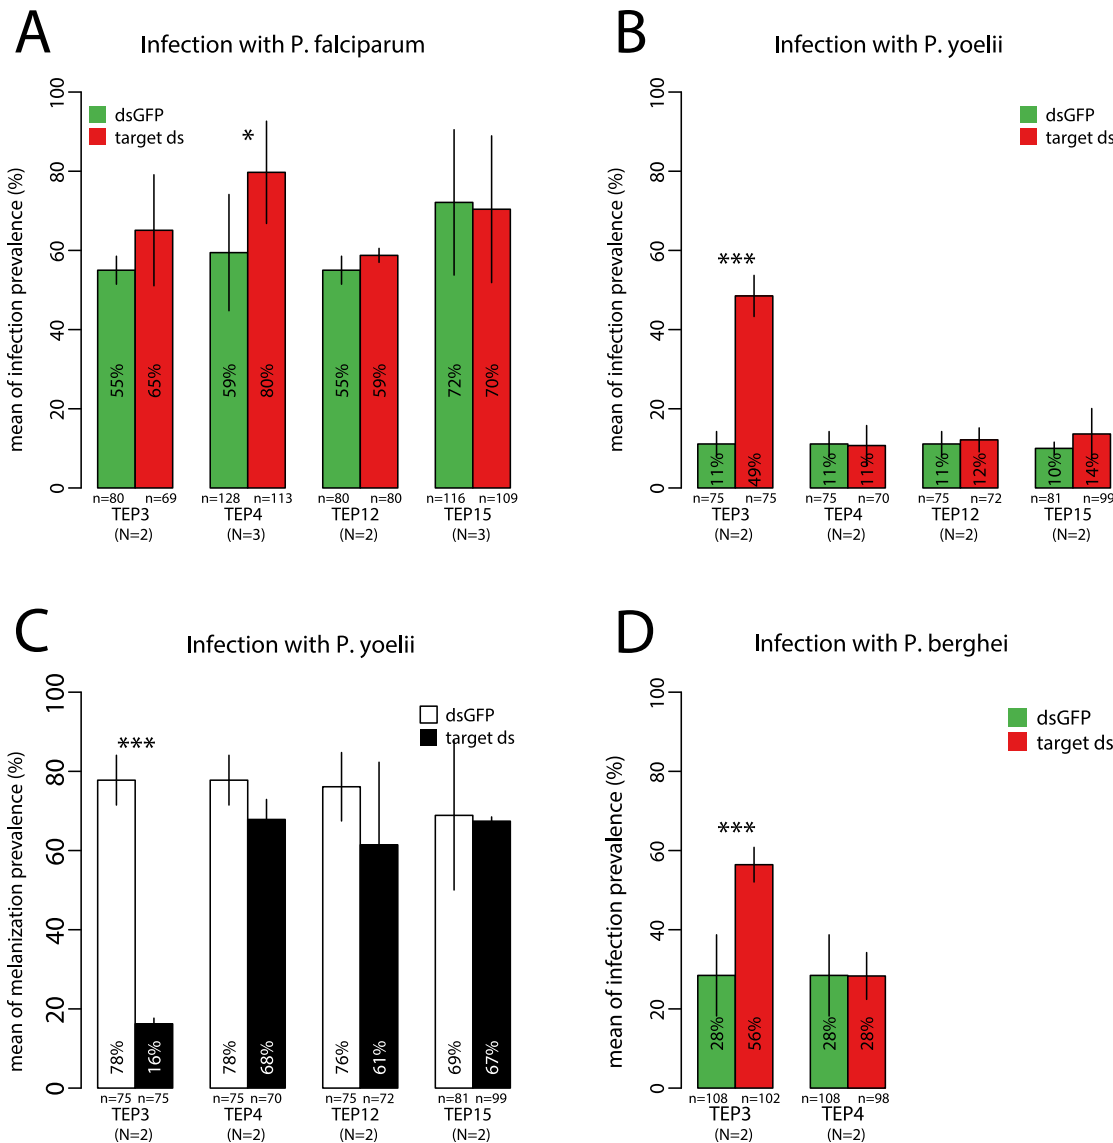 A
Infection with P. falciparum
mean of infection prevalence (%)
100
80
60
40
20
0
dsGFP
target ds
*
55%
65%
59%
80%
55%
59%
72%
70%
n=80 n=69 n=128 n=113 n=80 n=80 n=116 n=109
TEP3 TEP4 TEP12 TEP15
(N=2) (N=3) (N=2) (N=3)
B
Infection with P. yoelii
mean of infection prevalence (%)
100
80
60
40
20
0
dsGFP
target ds
***
11%
49%
11%
11%
11%
12%
10%
14%
n=75 n=75 n=75 n=70 n=75 n=72 n=81 n=99
TEP3 TEP4 TEP12 TEP15
(N=2) (N=2) (N=2) (N=2)
C
Infection with P. yoelii
mean of melanization prevalence (%)
100
80
60
40
20
0
dsGFP
target ds
***
78%
16%
78%
68%
76%
61%
69%
67%
n=75 n=75 n=75 n=70 n=75 n=72 n=81 n=99
TEP3 TEP4 TEP12 TEP15
(N=2) (N=2) (N=2) (N=2)
D
Infection with P. berghei
mean of infection prevalence (%)
100
80
60
40
20
0
dsGFP
target ds
***
28%
56%
28%
28%
n=108 n=102 n=108 n=98
TEP3 TEP4
(N=2) (N=2)